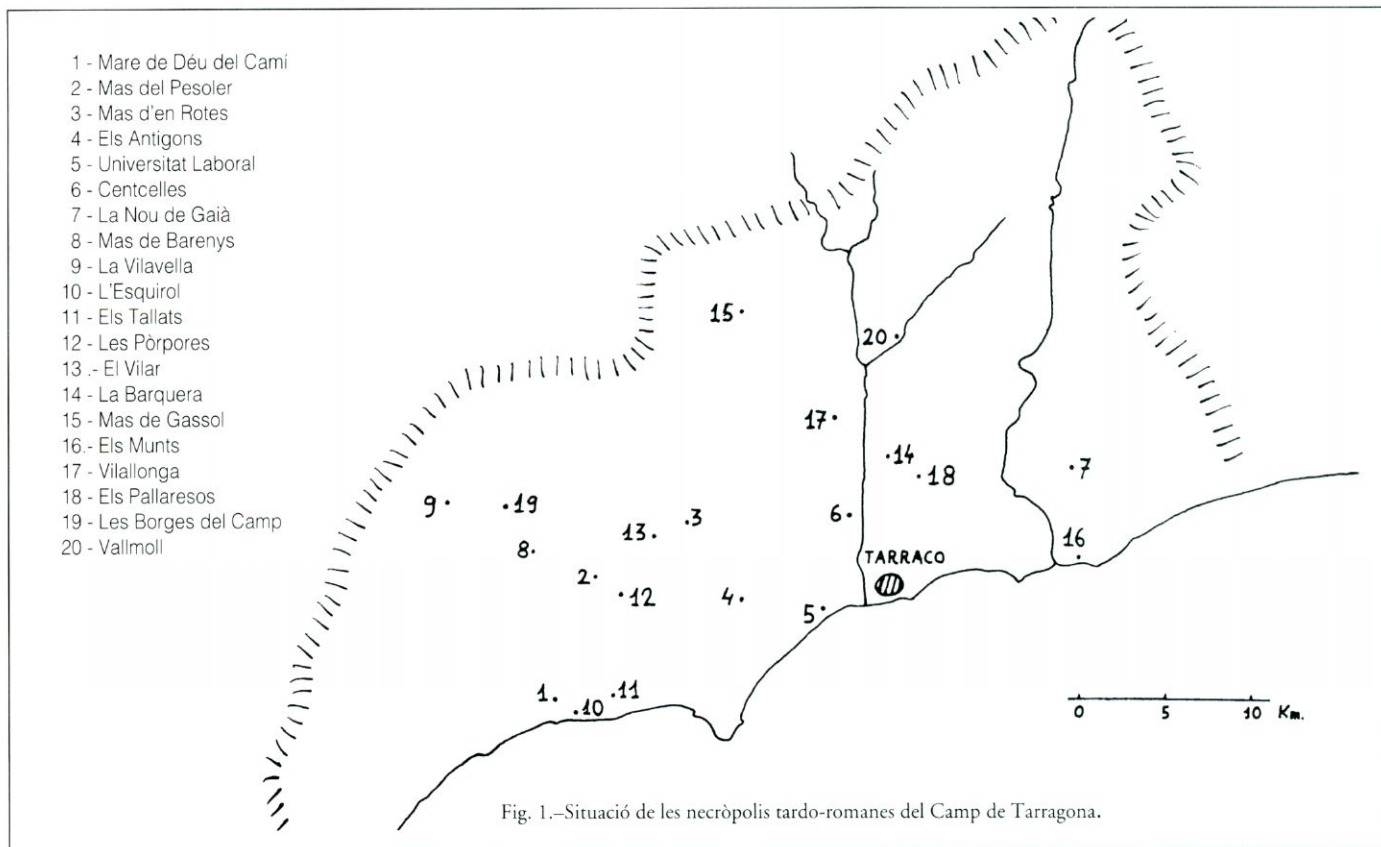 1 - Mare de Déu del Camí
2 - Mas del Pesoler
3 - Mas d'en Rotes
4 - Els Antigons
5 - Universitat Laboral
6 - Centcelles
7 - La Nou de Gaià
8 - Mas de Barenys
9 - La Vilavella
10 - L'Esquirol
11 - Els Tallats
12 - Les Pòrpores
13 .- El Vilar
14 - La Barquera
15 - Mas de Gassol
16.- Els Munts
17 - Vilallonga
18 - Els Pallaresos
19 - Les Borges del Camp
20 - Vallmoll
15
20
17
14
18
7
9
19
3
6
13
16
8
TARRACO
2
12
4
5
1
11
10
0 5 10 Km.
Fig. 1.–Situació de les necròpolis tardo-romanes del Camp de Tarragona.